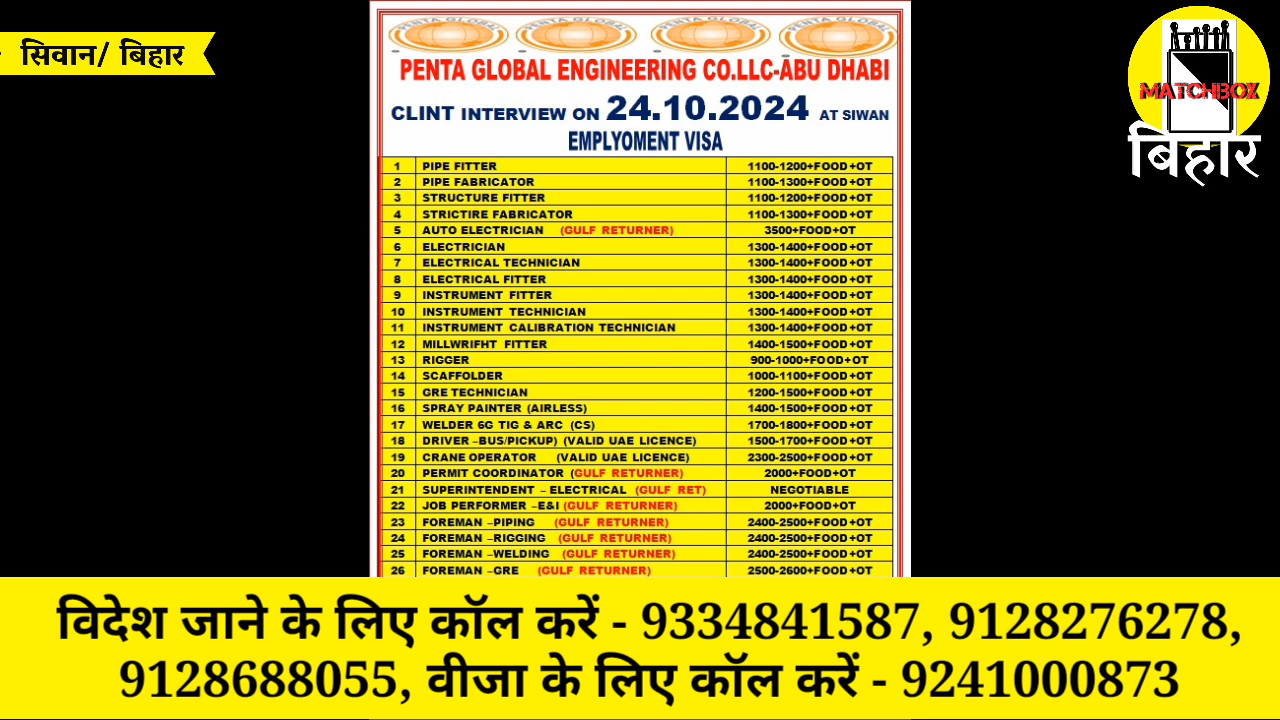 सिवान/ बिहार
PENTA GLOBAL PENTA GLOBAL PENTA GLOBAL PENTA GLOBAL
PENTA GLOBAL ENGINEERING CO.LLC-ABU DHABI
CLINT INTERVIEW ON 24.10.2024 AT SIWAN
EMPLYOMENT VISA
1 PIPE FITTER 1100-1200+FOOD+OT
2 PIPE FABRICATOR 1100-1300+FOOD+OT
3 STRUCTURE FITTER 1100-1200+FOOD+OT
4 STRICTIRE FABRICATOR 1100-1300+FOOD+OT
5 AUTO ELECTRICIAN (GULF RETURNER) 3500+FOOD+OT
6 ELECTRICIAN 1300-1400+FOOD+OT
7 ELECTRICAL TECHNICIAN 1300-1400+FOOD+OT
8 ELECTRICAL FITTER 1300-1400+FOOD+OT
9 INSTRUMENT FITTER 1300-1400+FOOD+OT
10 INSTRUMENT TECHNICIAN 1300-1400+FOOD+OT
11 INSTRUMENT CALIBRATION TECHNICIAN 1300-1400+FOOD+OT
12 MILLWRIFHT FITTER 1400-1500+FOOD+OT
13 RIGGER 900-1000+FOOD+OT
14 SCAFFOLDER 1000-1100+FOOD+OT
15 GRE TECHNICIAN 1200-1500+FOOD+OT
16 SPRAY PAINTER (AIRLESS) 1400-1500+FOOD+OT
17 WELDER 6G TIG & ARC (CS) 1700-1800+FOOD+OT
18 DRIVER –BUS/PICKUP) (VALID UAE LICENCE) 1500-1700+FOOD+OT
19 CRANE OPERATOR (VALID UAE LICENCE) 2300-2500+FOOD+OT
20 PERMIT COORDINATOR (GULF RETURNER) 2000+FOOD+OT
21 SUPERINTENDENT – ELECTRICAL (GULF RET) NEGOTIABLE
22 JOB PERFORMER –E&I (GULF RETURNER) 2000+FOOD+OT
23 FOREMAN –PIPING (GULF RETURNER) 2400-2500+FOOD+OT
24 FOREMAN –RIGGING (GULF RETURNER) 2400-2500+FOOD+OT
25 FOREMAN –WELDING (GULF RETURNER) 2400-2500+FOOD+OT
26 FOREMAN –GRE (GULF RETURNER) 2500-2600+FOOD+OT
MATCHBOX
बिहार
विदेश जाने के लिए कॉल करें - 9334841587, 9128276278,
9128688055, वीजा के लिए कॉल करें - 9241000873